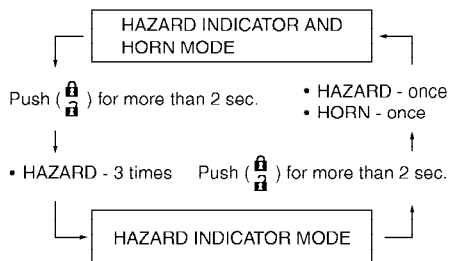 HAZARD INDICATOR AND
HORN MODE
Push ( ) for more than 2 sec.
• HAZARD - once
• HORN - once
• HAZARD - 3 times
Push ( ) for more than 2 sec.
HAZARD INDICATOR MODE